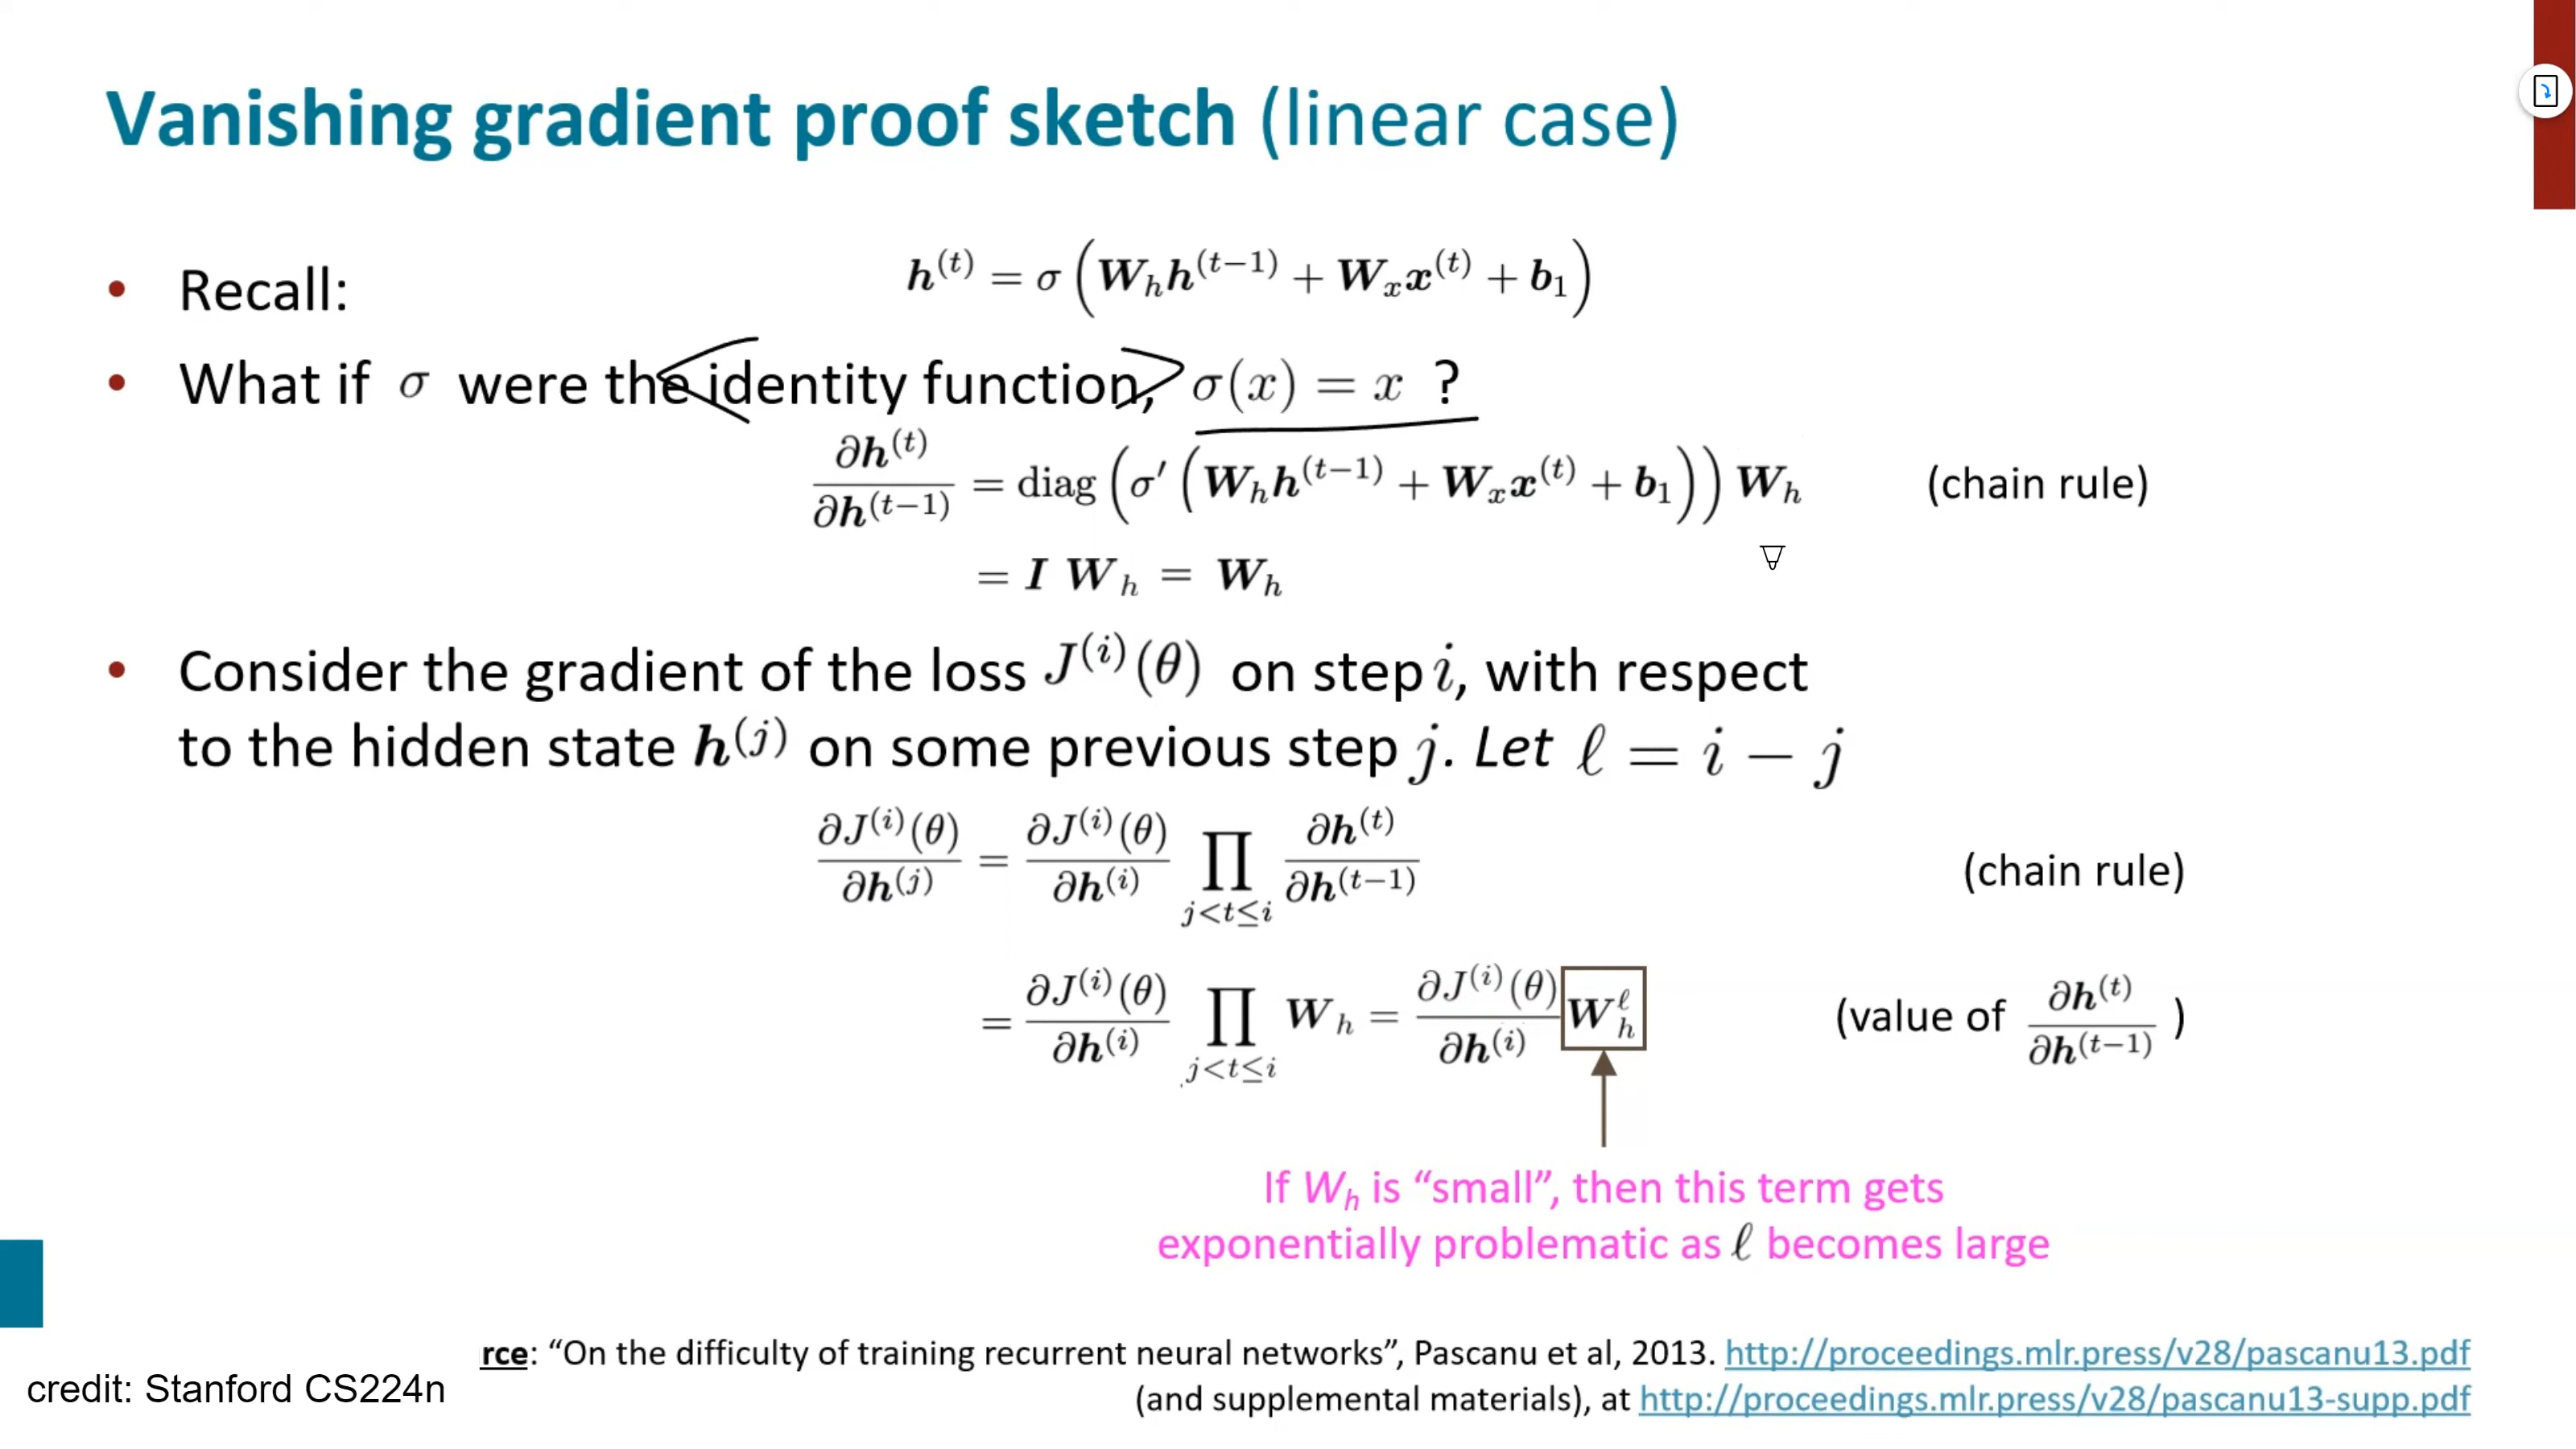 Vanishing gradient proof sketch (linear case)
• Recall: 𝒉^(t) = σ(𝑾_h 𝒉^(t−1) + 𝑾_x 𝒙^(t) + 𝒃_1)
• What if σ were the identity function, σ(x) = x ?
∂𝒉^(t)/∂𝒉^(t−1) = diag(σ′(𝑾_h 𝒉^(t−1) + 𝑾_x 𝒙^(t) + 𝒃_1)) 𝑾_h (chain rule)
= 𝑰 𝑾_h = 𝑾_h
• Consider the gradient of the loss J^(i)(θ) on step i, with respect
to the hidden state 𝒉^(j) on some previous step j. Let ℓ = i − j
∂J^(i)(θ)/∂𝒉^(j) = ∂J^(i)(θ)/∂𝒉^(i) ∏_{j<t≤i} ∂𝒉^(t)/∂𝒉^(t−1) (chain rule)
= ∂J^(i)(θ)/∂𝒉^(i) ∏_{j<t≤i} 𝑾_h = ∂J^(i)(θ)/∂𝒉^(i) 𝑾_h^ℓ (value of ∂𝒉^(t)/∂𝒉^(t−1) )
If W_h is “small”, then this term gets
exponentially problematic as ℓ becomes large
rce: “On the difficulty of training recurrent neural networks”, Pascanu et al, 2013. http://proceedings.mlr.press/v28/pascanu13.pdf
credit: Stanford CS224n
(and supplemental materials), at http://proceedings.mlr.press/v28/pascanu13-supp.pdf